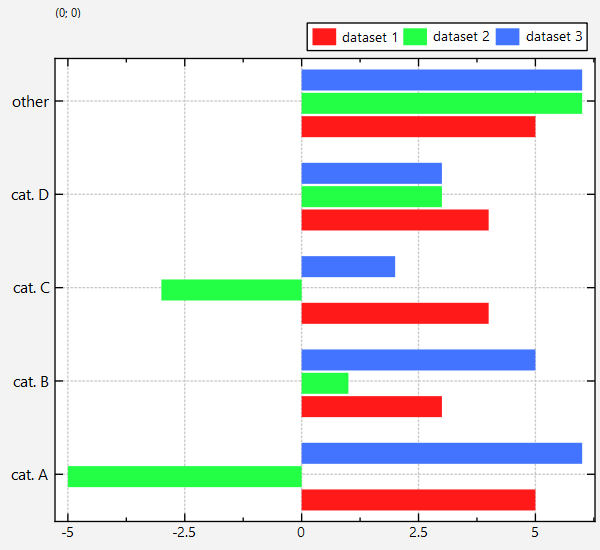 (0; 0)
dataset 1 dataset 2 dataset 3
other
cat. D
cat. C
cat. B
cat. A
-5 -2.5 0 2.5 5